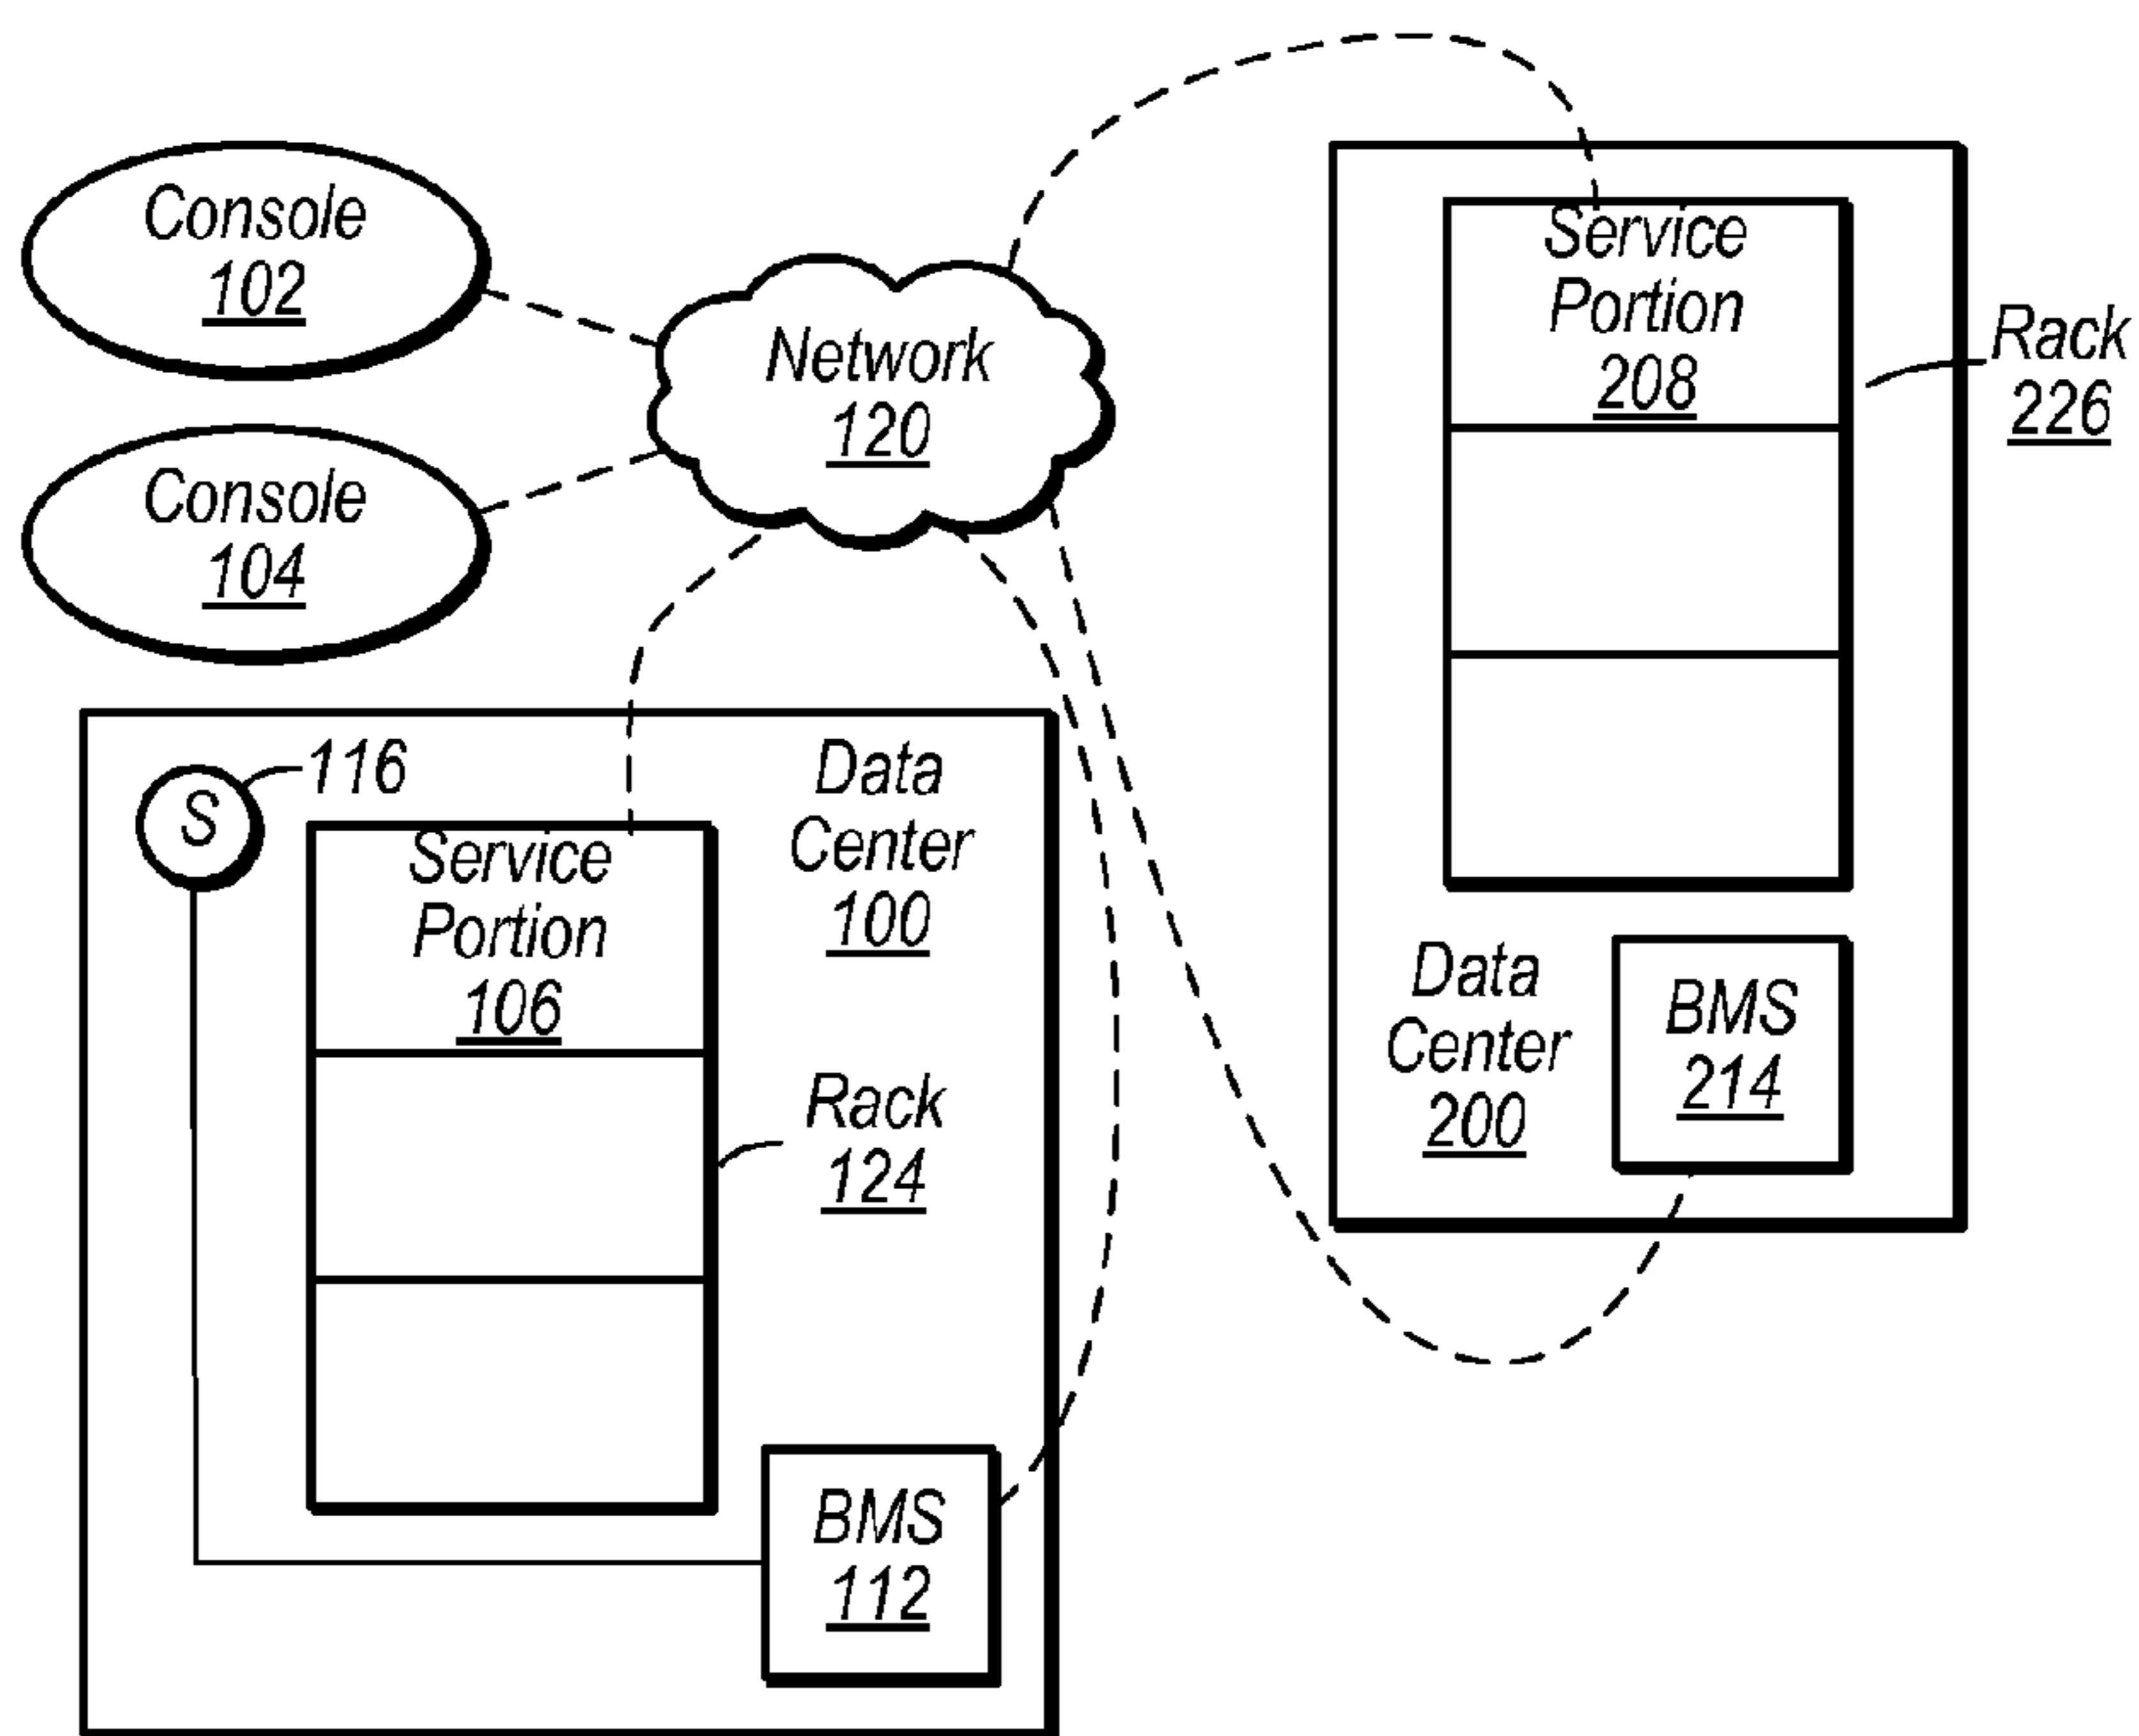 Console
102
Console
104
Network
120
Service
Portion
208
Rack
226
Data
Center
200
BMS
214
116
S
Data
Center
100
Service
Portion
106
Rack
124
BMS
112